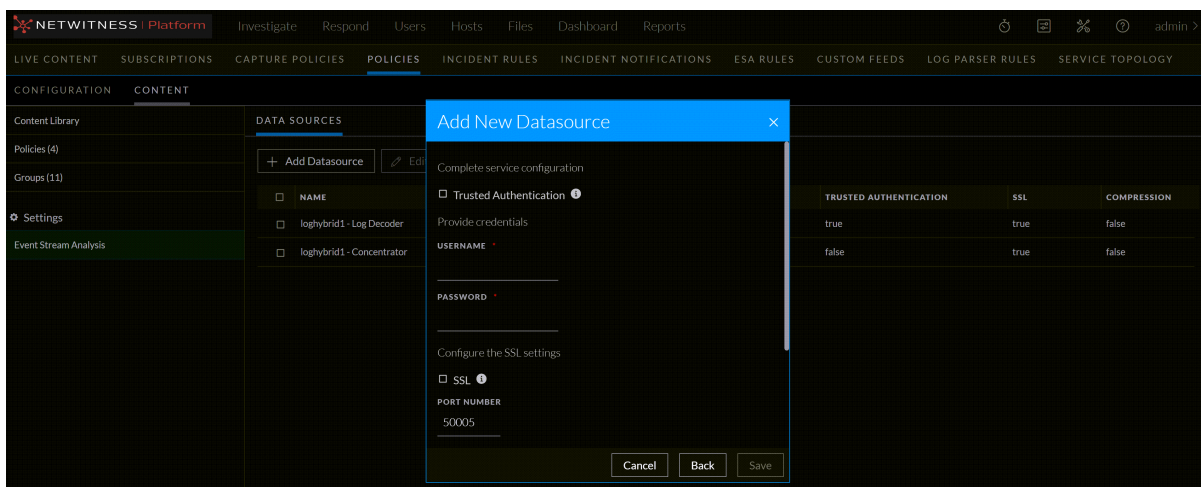 NETWITNESS Platform Investigate Respond Users Hosts Files Dashboard Reports admin >
LIVE CONTENT SUBSCRIPTIONS CAPTURE POLICIES POLICIES INCIDENT RULES INCIDENT NOTIFICATIONS ESA RULES CUSTOM FEEDS LOG PARSER RULES SERVICE TOPOLOGY
CONFIGURATION CONTENT
Content Library
Policies (4)
Groups (11)
Settings
Event Stream Analysis
DATA SOURCES
+ Add Datasource Edi
NAME TRUSTED AUTHENTICATION SSL COMPRESSION
loghybrid1 - Log Decoder true true false
loghybrid1 - Concentrator false true false
Add New Datasource ×
Complete service configuration
Trusted Authentication
Provide credentials
USERNAME *
PASSWORD *
Configure the SSL settings
SSL
PORT NUMBER
50005
Cancel Back Save